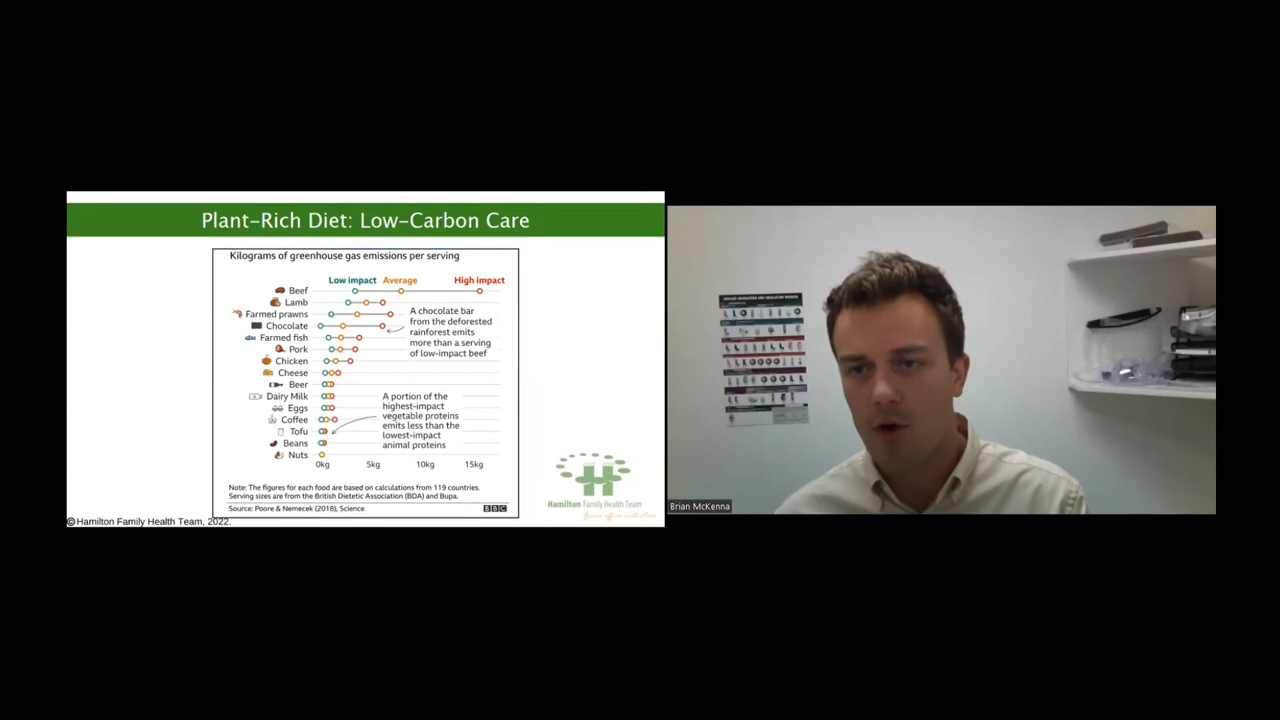 Plant-Rich Diet: Low-Carbon Care
Kilograms of greenhouse gas emissions per serving
Low impact Average High impact
Beef
Lamb
Farmed prawns
Chocolate
Farmed fish
Pork
Chicken
Cheese
Beer
Dairy Milk
Eggs
Coffee
Tofu
Beans
Nuts
A chocolate bar
from the deforested
rainforest emits
more than a serving
of low-impact beef
A portion of the
highest-impact
vegetable proteins
emits less than the
lowest-impact
animal proteins
0kg 5kg 10kg 15kg
Note: The figures for each food are based on calculations from 119 countries.
Serving sizes are from the British Dietetic Association (BDA) and Bupa.
Source: Poore & Nemecek (2018), Science
BBC
H
Hamilton Family Health Team
©Hamilton Family Health Team, 2022.
Brian McKenna